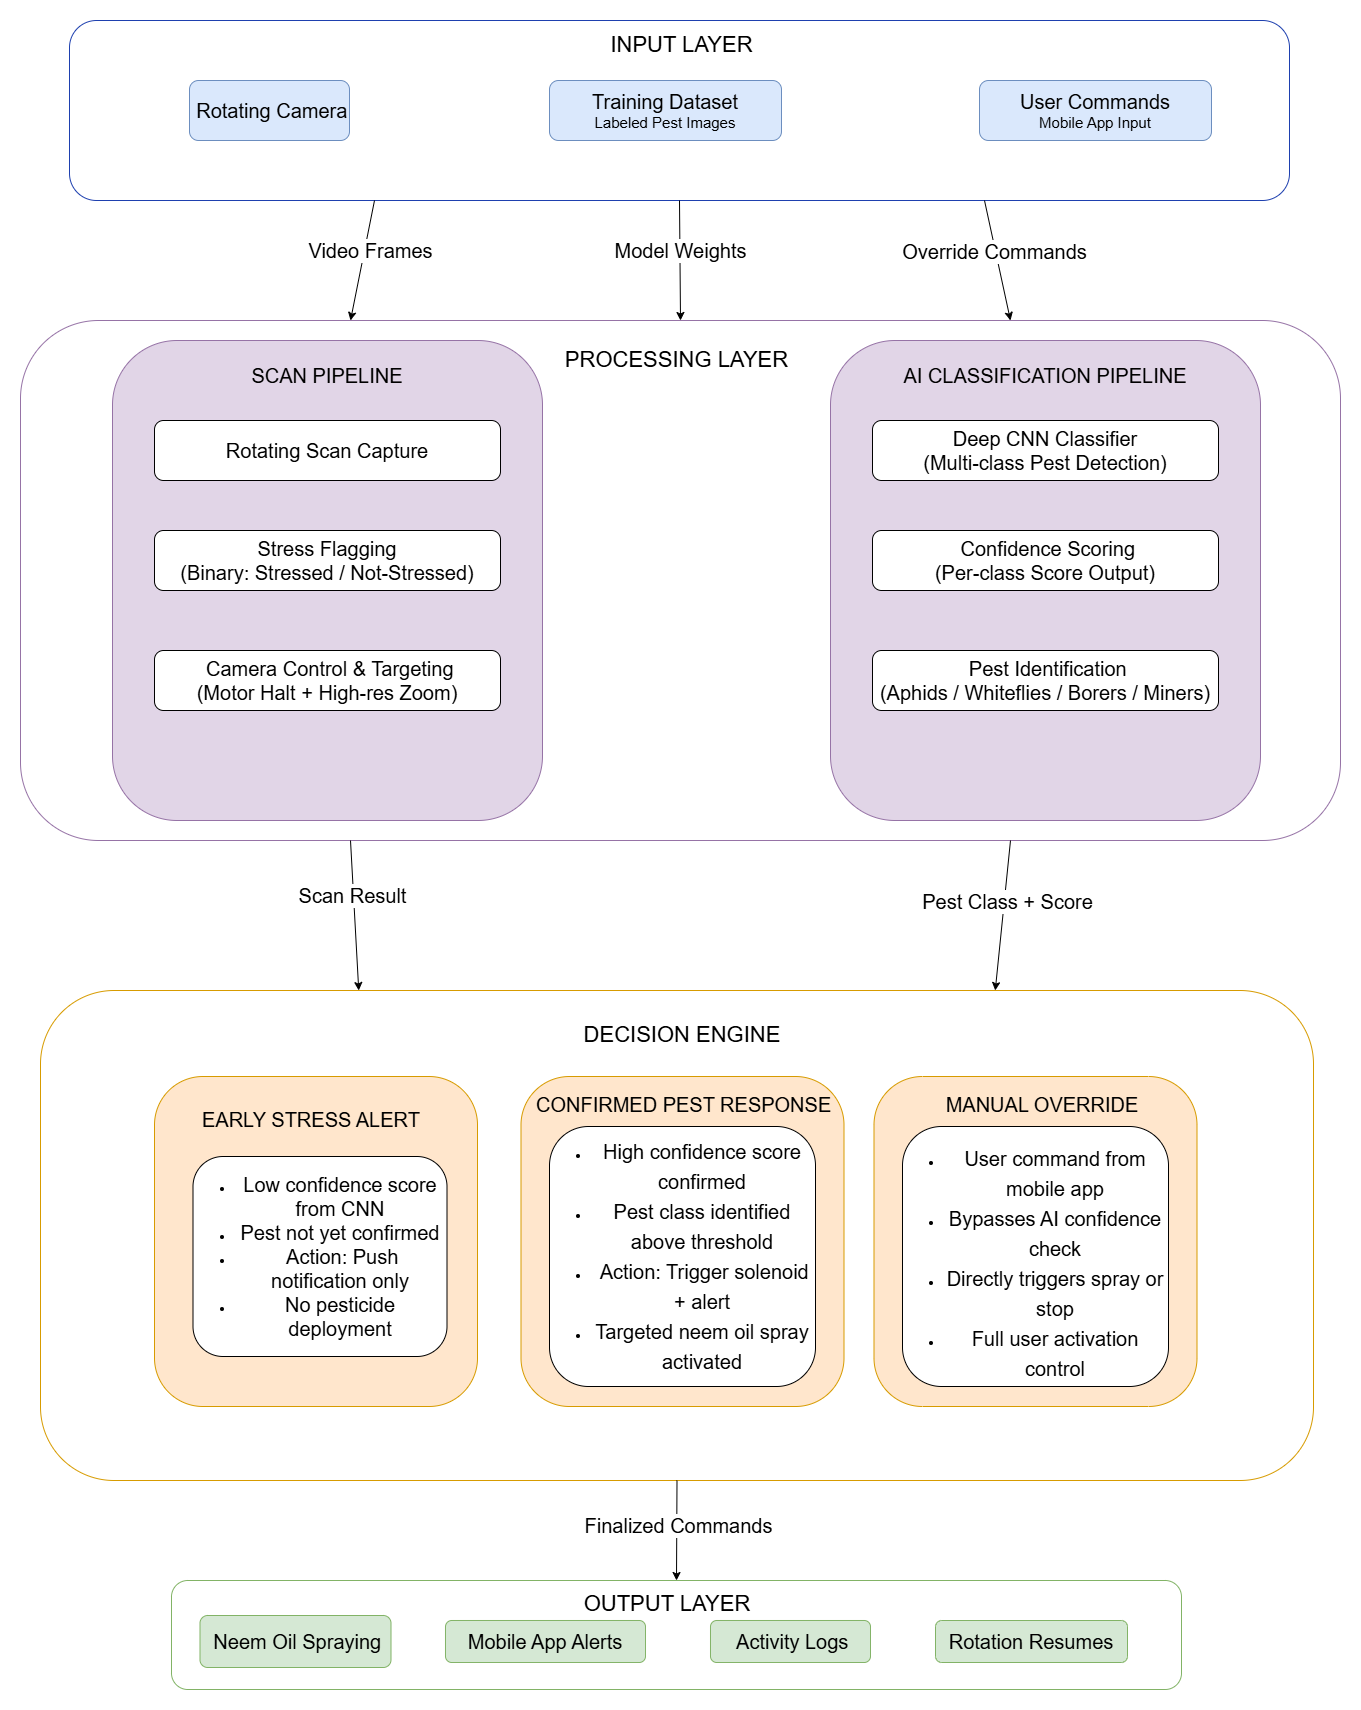 INPUT LAYER
Rotating Camera
Training Dataset
Labeled Pest Images
User Commands
Mobile App Input
Video Frames
Model Weights
Override Commands
PROCESSING LAYER
SCAN PIPELINE
Rotating Scan Capture
Stress Flagging
(Binary: Stressed / Not-Stressed)
Camera Control & Targeting
(Motor Halt + High-res Zoom)
AI CLASSIFICATION PIPELINE
Deep CNN Classifier
(Multi-class Pest Detection)
Confidence Scoring
(Per-class Score Output)
Pest Identification
(Aphids / Whiteflies / Borers / Miners)
Scan Result
Pest Class + Score
DECISION ENGINE
EARLY STRESS ALERT
• Low confidence score
from CNN
• Pest not yet confirmed
• Action: Push
notification only
• No pesticide
deployment
CONFIRMED PEST RESPONSE
• High confidence score
confirmed
• Pest class identified
above threshold
• Action: Trigger solenoid
+ alert
• Targeted neem oil spray
activated
MANUAL OVERRIDE
• User command from
mobile app
• Bypasses AI confidence
check
• Directly triggers spray or
stop
• Full user activation
control
Finalized Commands
OUTPUT LAYER
Neem Oil Spraying
Mobile App Alerts
Activity Logs
Rotation Resumes